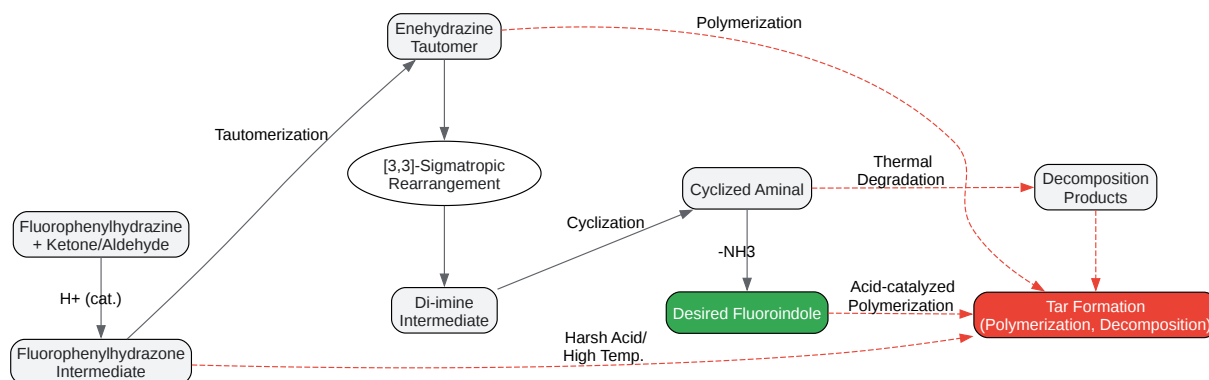 Enehydrazine
Tautomer
Polymerization
Tautomerization
[3,3]-Sigmatropic
Rearrangement
Thermal
Degradation
Cyclized Aminal
Decomposition
Products
Fluorophenylhydrazine
+ Ketone/Aldehyde
Cyclization
-NH3
H+ (cat.)
Di-imine
Intermediate
Desired Fluoroindole
Acid-catalyzed
Polymerization
Tar Formation
(Polymerization, Decomposition)
Fluorophenylhydrazone
Intermediate
Harsh Acid/
High Temp.